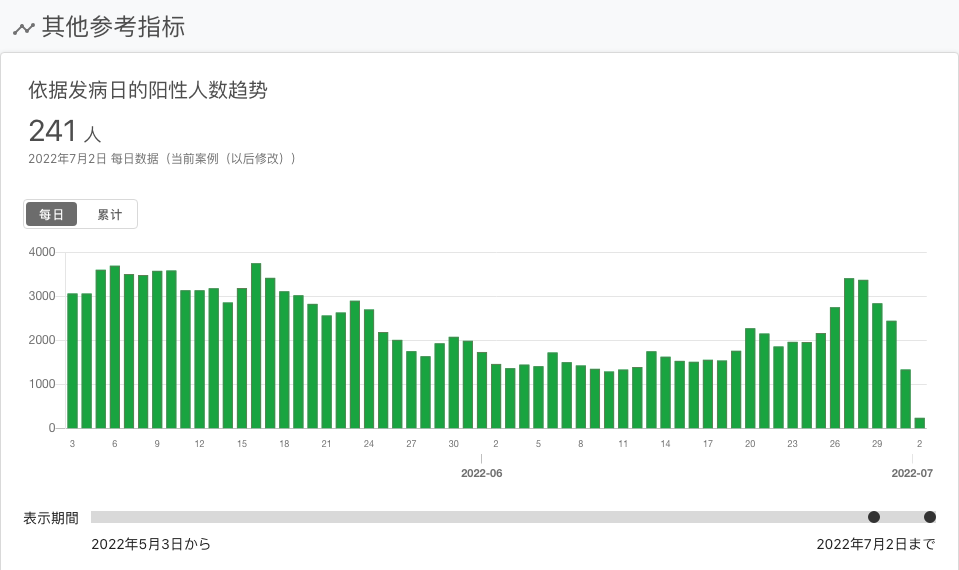 其他参考指标
依据发病日的阳性人数趋势
241 人
2022年7月2日 每日数据（当前案例（以后修改））
每日 累计
4000
3000
2000
1000
0
3 6 9 12 15 18 21 24 27 30 2 5 8 11 14 17 20 23 26 29 2
2022-06 2022-07
表示期間
2022年5月3日から 2022年7月2日まで